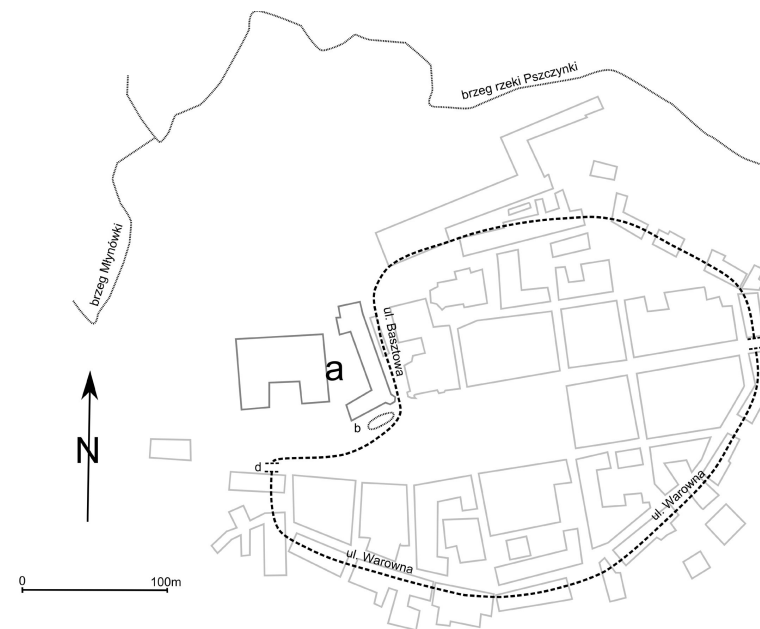 brzeg rzeki Pszczynki
brzeg Młynówki
ul. Basztowa
a
b
N
d
ul. Warowna
ul. Warowna
0 100m